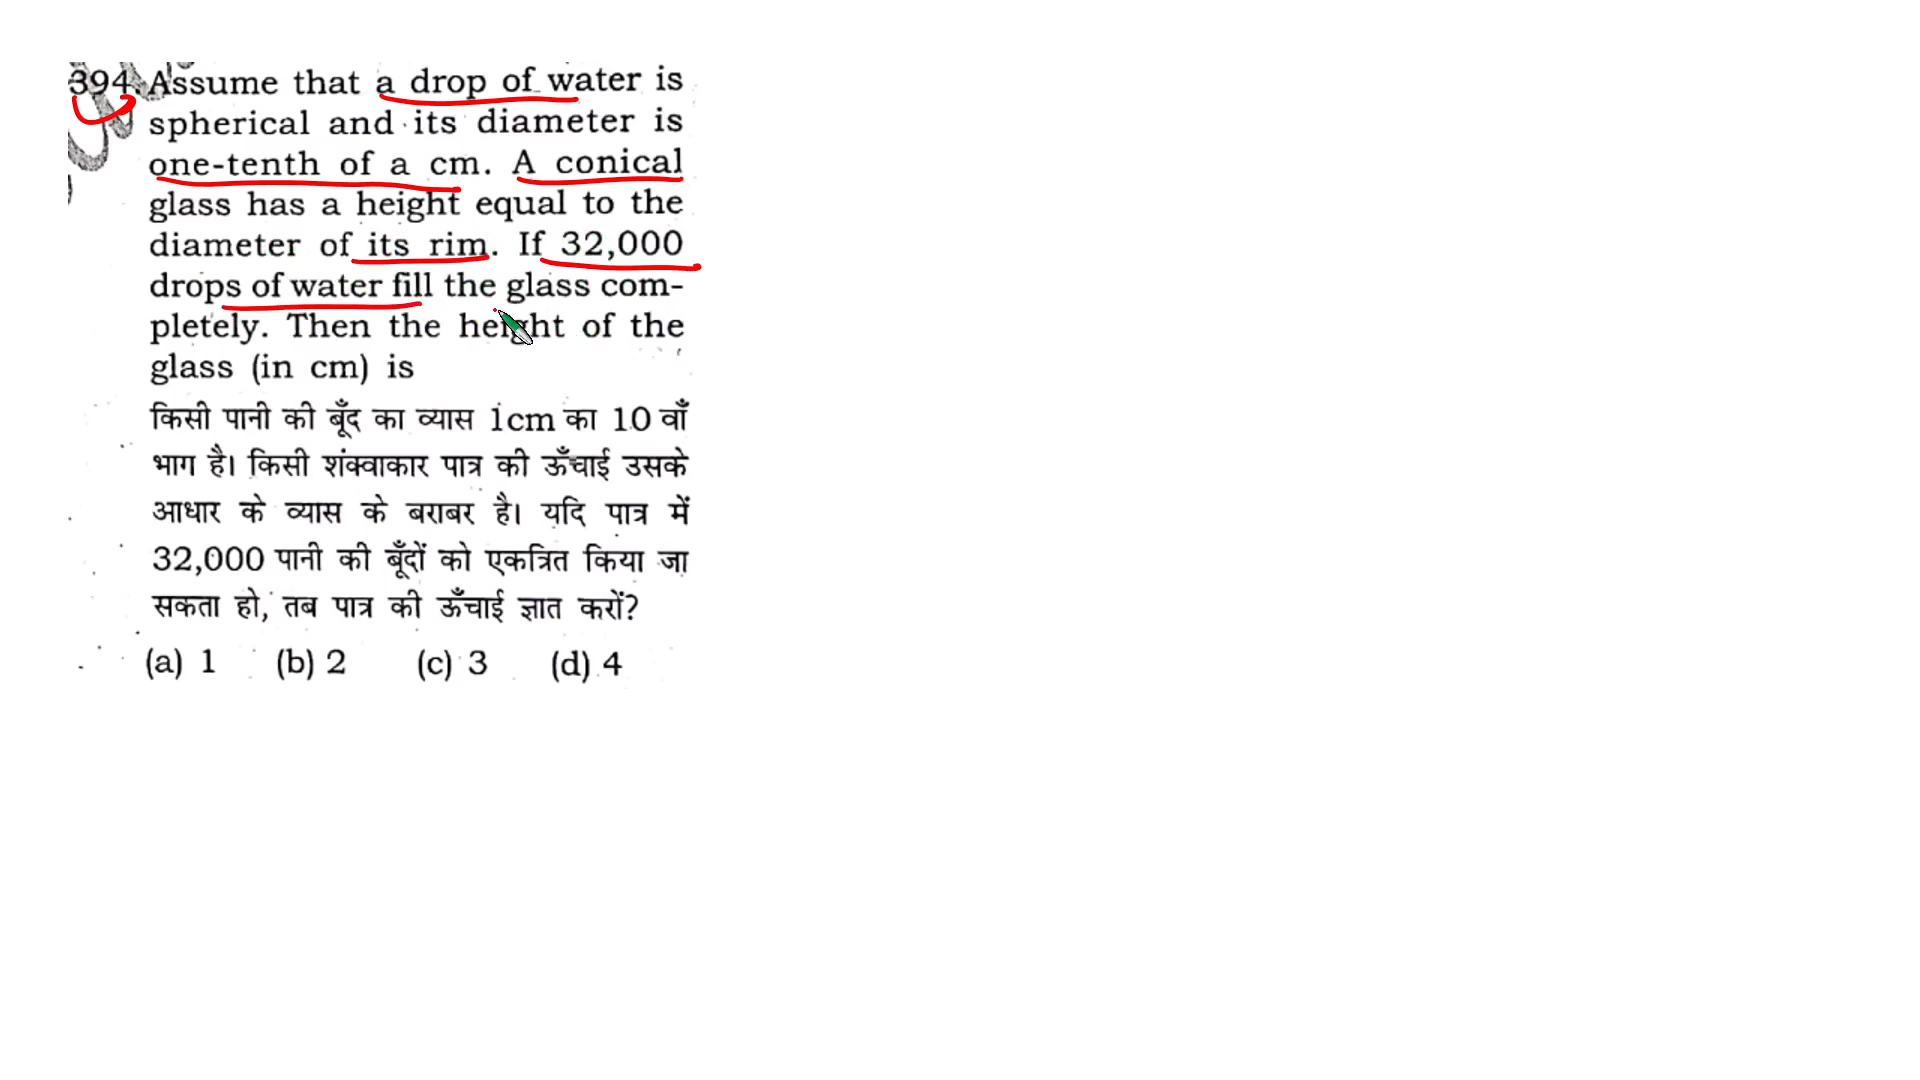 394. Assume that a drop of water is
spherical and its diameter is
one-tenth of a cm. A conical
glass has a height equal to the
diameter of its rim. If 32,000
drops of water fill the glass com-
pletely. Then the height of the
glass (in cm) is
किसी पानी की बूँद का व्यास 1cm का 10 वाँ
भाग है। किसी शंक्वाकार पात्र की ऊँचाई उसके
आधार के व्यास के बराबर है। यदि पात्र में
32,000 पानी की बूँदों को एकत्रित किया जा
सकता हो, तब पात्र की ऊँचाई ज्ञात करों?
(a) 1 (b) 2 (c) 3 (d) 4